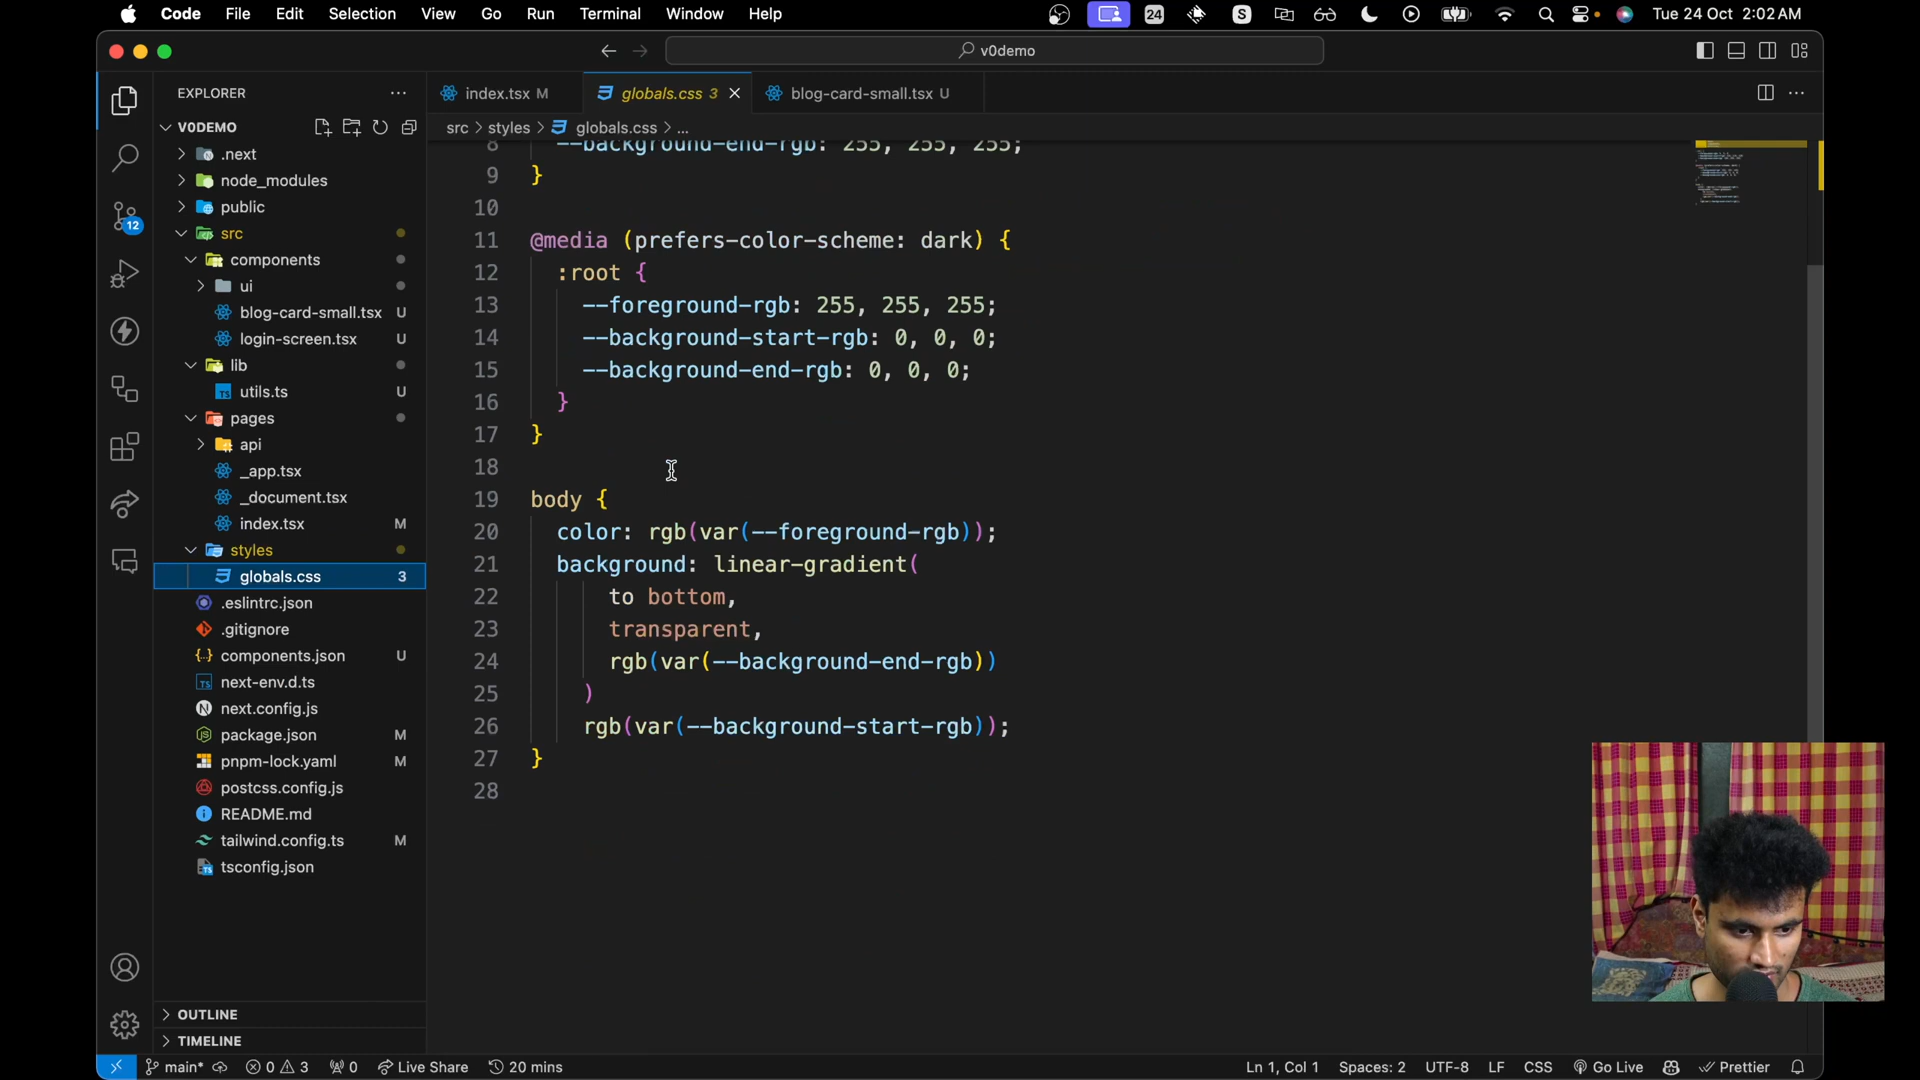 Code File Edit Selection View Go Run Terminal Window Help 24 S Tue 24 Oct 2:02 AM
v0demo
EXPLORER
index.tsx M
globals.css 3
blog-card-small.tsx U
V0DEMO
src > styles > globals.css > ...
.next
node_modules
public
src
components
ui
blog-card-small.tsx U
login-screen.tsx U
lib
utils.ts U
pages
api
_app.tsx
_document.tsx
index.tsx M
styles
globals.css 3
.eslintrc.json
.gitignore
components.json U
next-env.d.ts
next.config.js
package.json M
pnpm-lock.yaml M
postcss.config.js
README.md
tailwind.config.ts M
tsconfig.json
OUTLINE
TIMELINE
12
8 --background-end-rgb: 255, 255, 255;
9 }
10
11 @media (prefers-color-scheme: dark) {
12 :root {
13 --foreground-rgb: 255, 255, 255;
14 --background-start-rgb: 0, 0, 0;
15 --background-end-rgb: 0, 0, 0;
16 }
17 }
18
19 body {
20 color: rgb(var(--foreground-rgb));
21 background: linear-gradient(
22 to bottom,
23 transparent,
24 rgb(var(--background-end-rgb))
25 )
26 rgb(var(--background-start-rgb));
27 }
28
main* 0 3 0 Live Share 20 mins Ln 1, Col 1 Spaces: 2 UTF-8 LF CSS Go Live Prettier